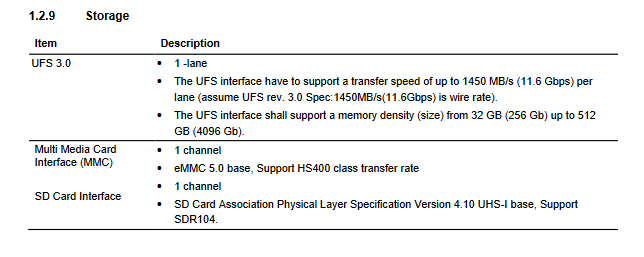 1.2.9 Storage
Item Description
UFS 3.0
• 1 -lane
• The UFS interface have to support a transfer speed of up to 1450 MB/s (11.6 Gbps) per
lane (assume UFS rev. 3.0 Spec:1450MB/s(11.6Gbps) is wire rate).
• The UFS interface shall support a memory density (size) from 32 GB (256 Gb) up to 512
GB (4096 Gb).
Multi Media Card
Interface (MMC)
• 1 channel
• eMMC 5.0 base, Support HS400 class transfer rate
SD Card Interface
• 1 channel
• SD Card Association Physical Layer Specification Version 4.10 UHS-I base, Support
SDR104.